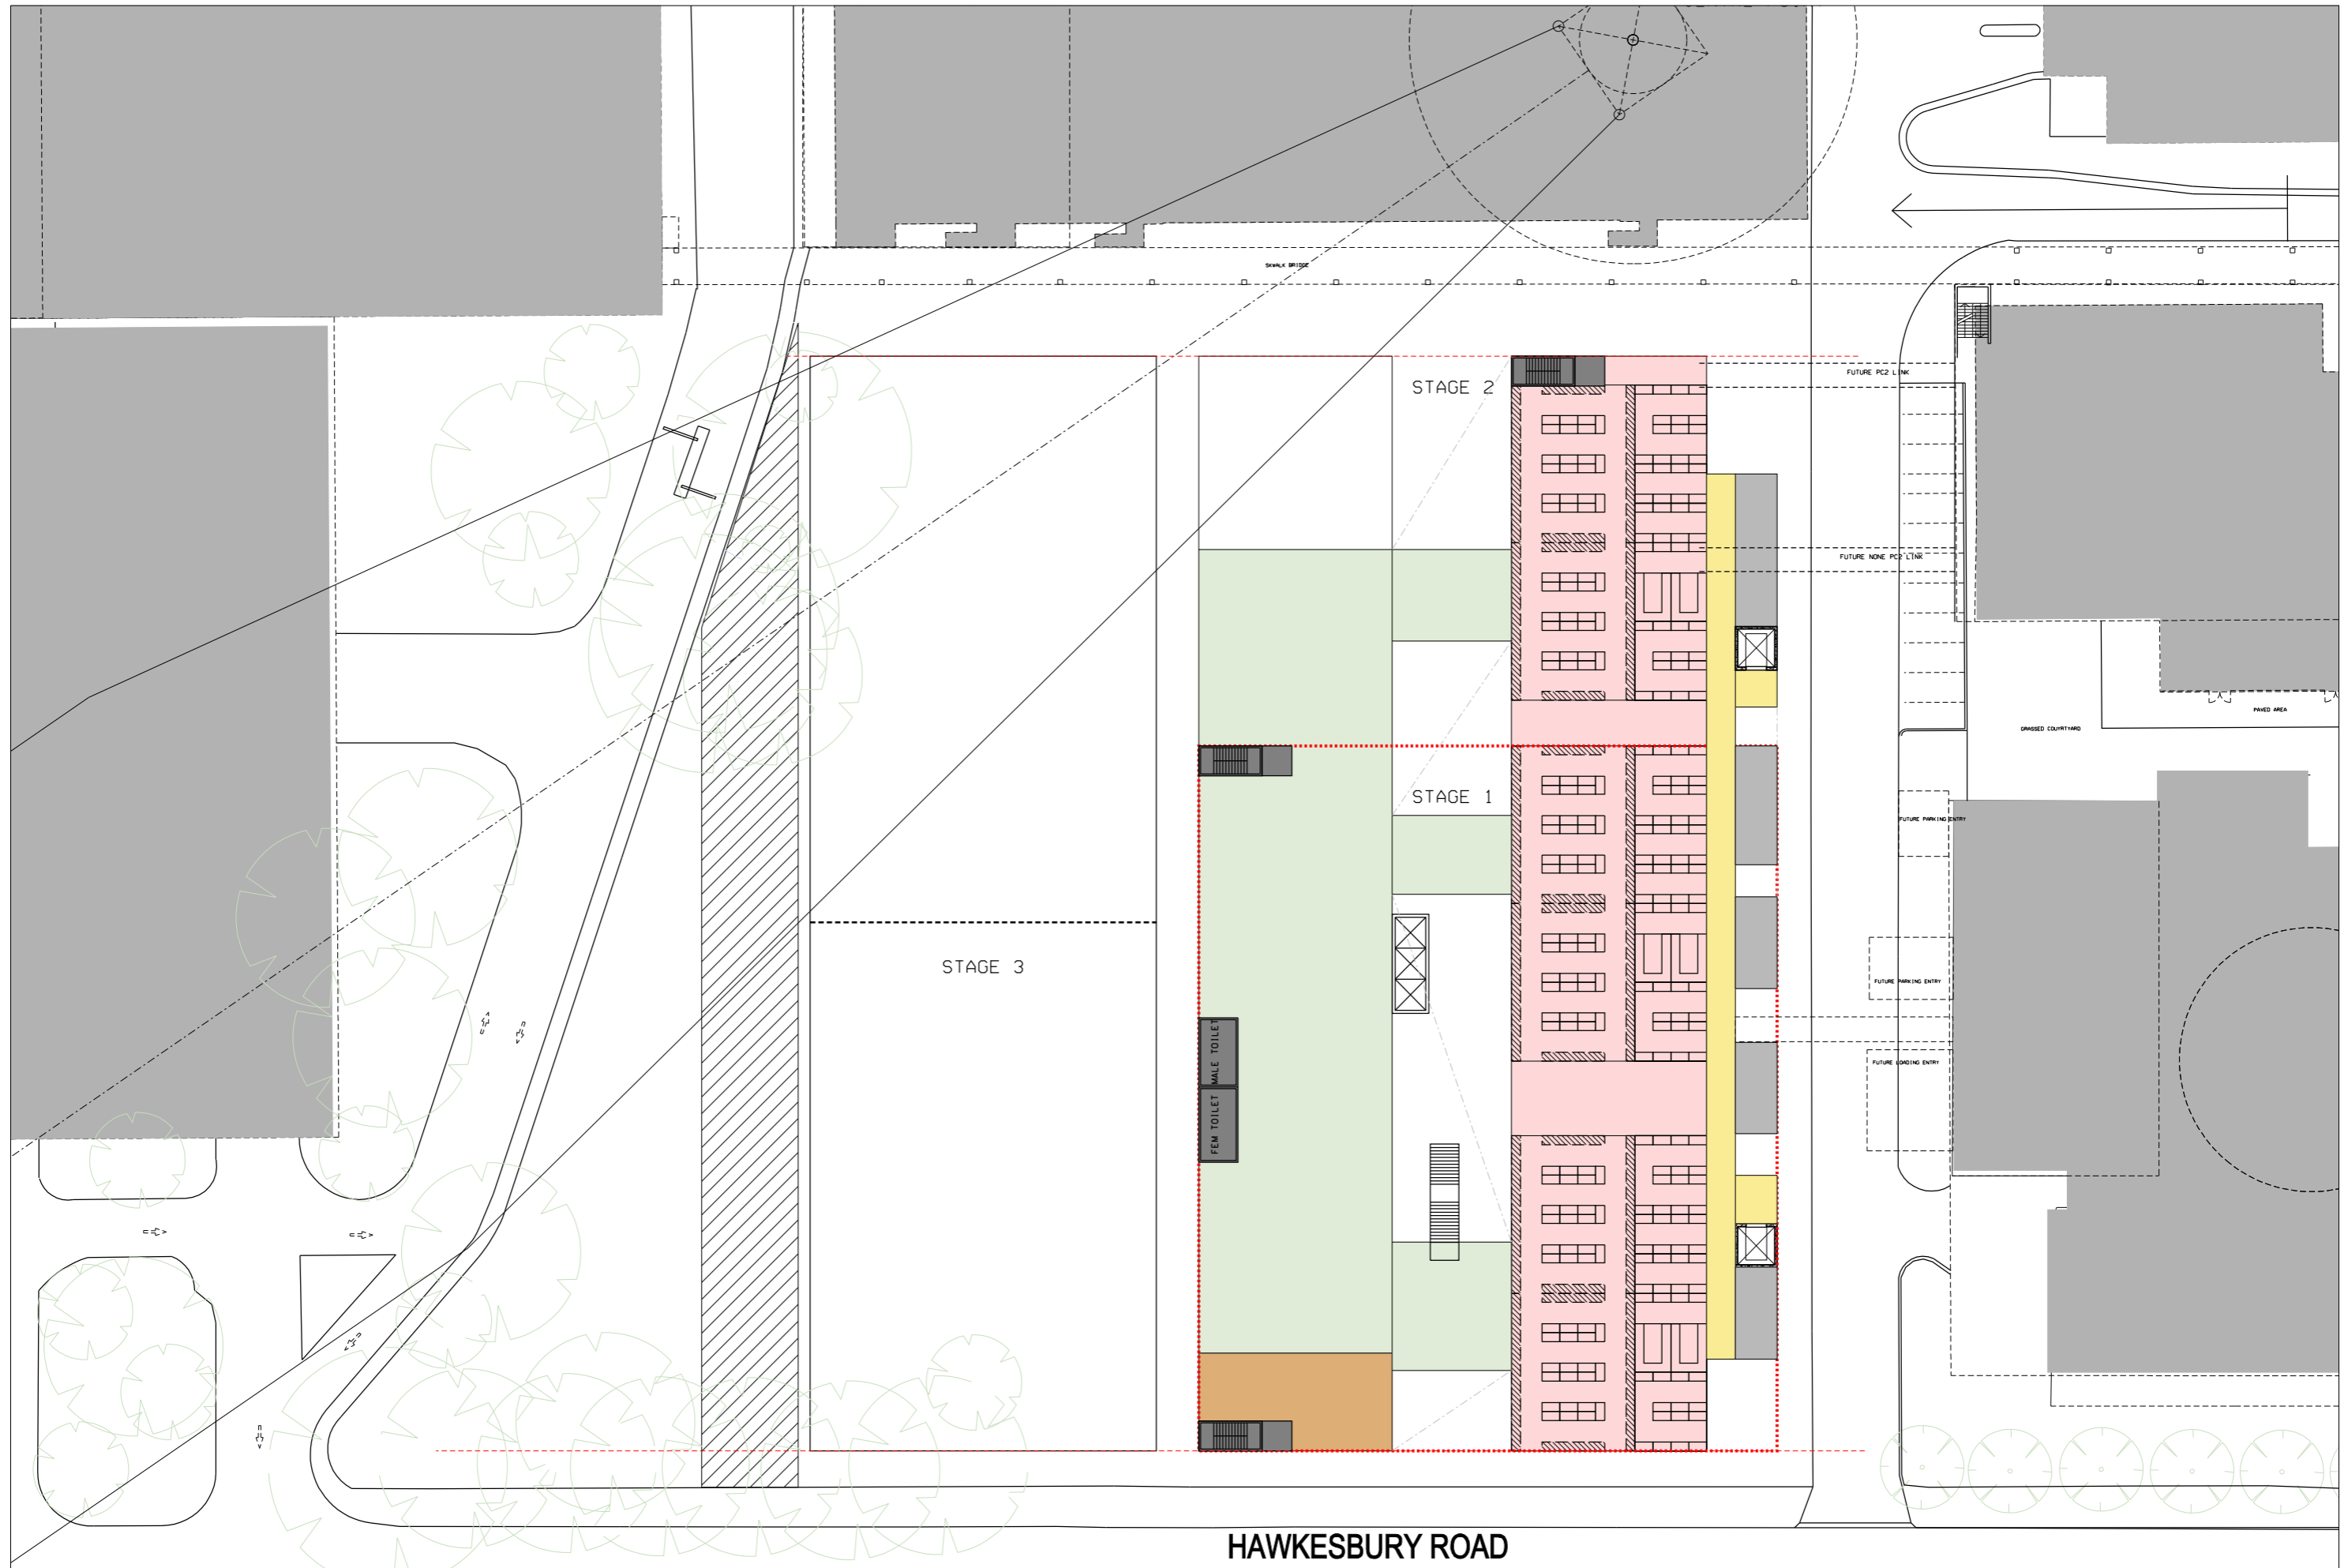 SKWALK BRIDGE
STAGE 2
FUTURE PC2 LINK
FUTURE NONE PC2 LINK
PAVED AREA
GRASSED COURTYARD
STAGE 1
FUTURE PARKING ENTRY
STAGE 3
FUTURE PARKING ENTRY
MALE TOILET
FUTURE LOADING ENTRY
FEM TOILET
HAWKESBURY ROAD